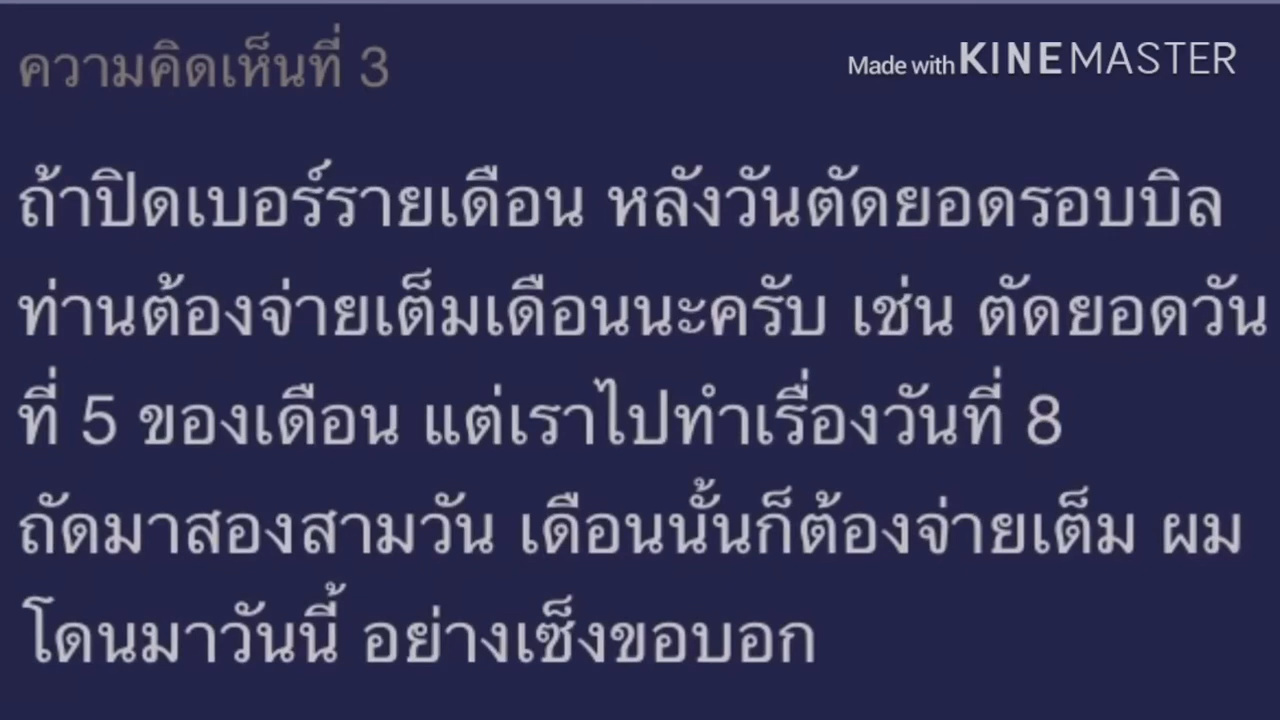 ความคิดเห็นที่ 3
Made with KINEMASTER
ถ้าปิดเบอร์รายเดือน หลังวันตัดยอดรอบบิล
ท่านต้องจ่ายเต็มเดือนนะครับ เช่น ตัดยอดวัน
ที่ 5 ของเดือน แต่เราไปทำเรื่องวันที่ 8
ถัดมาสองสามวัน เดือนนั้นก็ต้องจ่ายเต็ม ผม
โดนมาวันนี้ อย่างเซ็งขอบอก